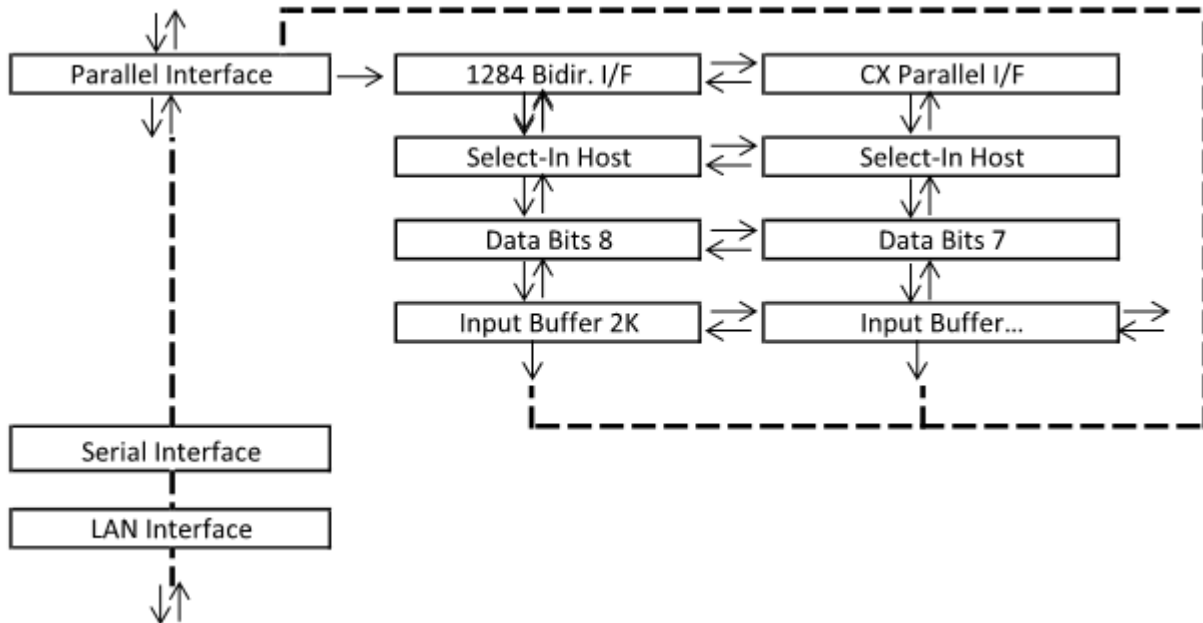 Parallel Interface
1284 Bidir. I/F
CX Parallel I/F
Select-In Host
Select-In Host
Data Bits 8
Data Bits 7
Input Buffer 2K
Input Buffer...
Serial Interface
LAN Interface